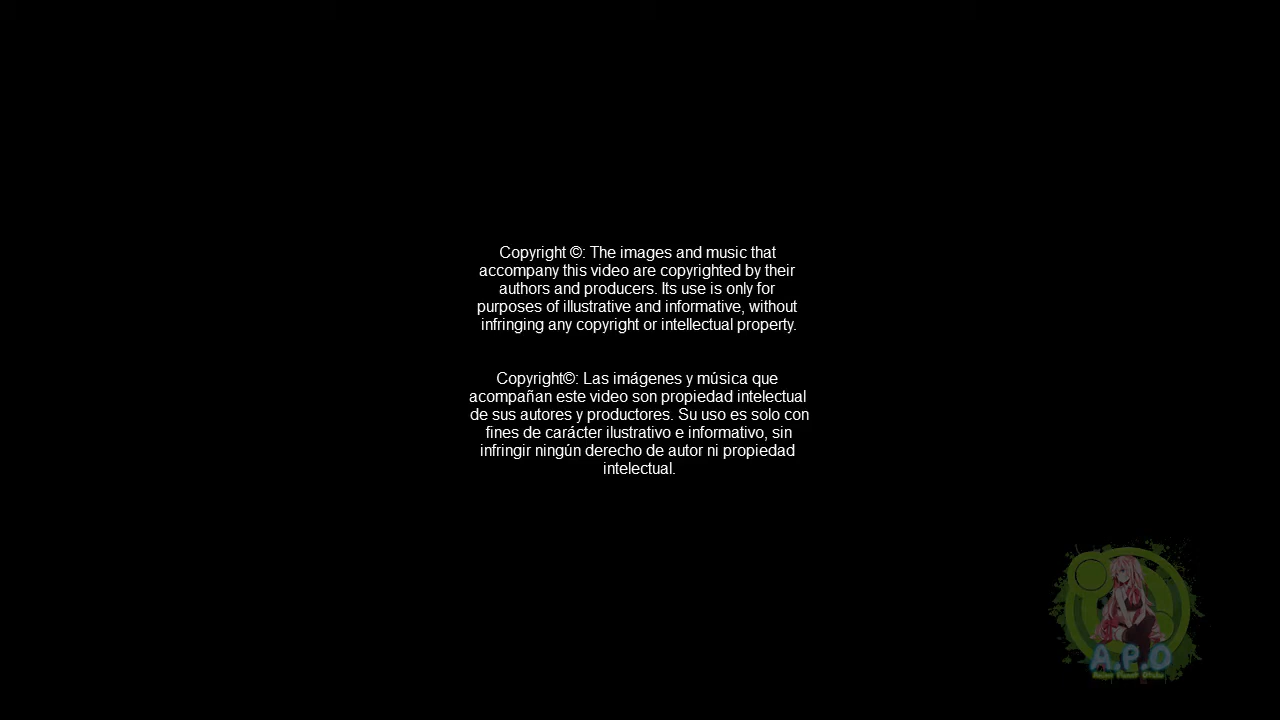 Copyright ©: The images and music that
accompany this video are copyrighted by their
authors and producers. Its use is only for
purposes of illustrative and informative, without
infringing any copyright or intellectual property.
Copyright©: Las imágenes y música que
acompañan este video son propiedad intelectual
de sus autores y productores. Su uso es solo con
fines de carácter ilustrativo e informativo, sin
infringir ningún derecho de autor ni propiedad
intelectual.
A.P.O